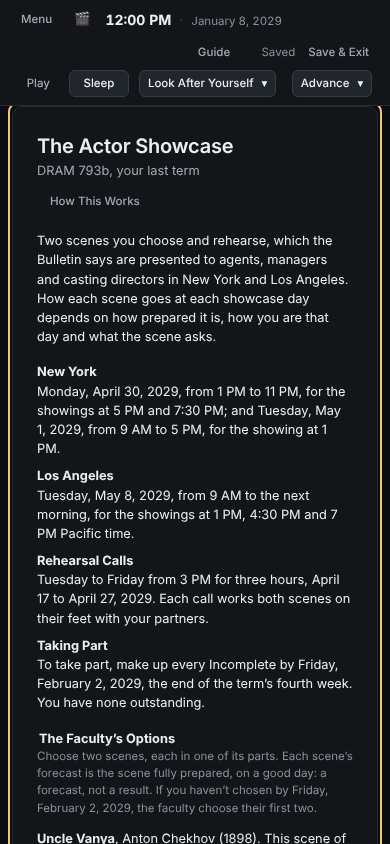 Menu 🎬 12:00 PM · January 8, 2029
Guide Saved Save & Exit
Play Sleep Look After Yourself ▾ Advance ▾
The Actor Showcase
DRAM 793b, your last term
How This Works
Two scenes you choose and rehearse, which the
Bulletin says are presented to agents, managers
and casting directors in New York and Los Angeles.
How each scene goes at each showcase day
depends on how prepared it is, how you are that
day and what the scene asks.
New York
Monday, April 30, 2029, from 1 PM to 11 PM, for the
showings at 5 PM and 7:30 PM; and Tuesday, May
1, 2029, from 9 AM to 5 PM, for the showing at 1
PM.
Los Angeles
Tuesday, May 8, 2029, from 9 AM to the next
morning, for the showings at 1 PM, 4:30 PM and 7
PM Pacific time.
Rehearsal Calls
Tuesday to Friday from 3 PM for three hours, April
17 to April 27, 2029. Each call works both scenes on
their feet with your partners.
Taking Part
To take part, make up every Incomplete by Friday,
February 2, 2029, the end of the term’s fourth week.
You have none outstanding.
The Faculty’s Options
Choose two scenes, each in one of its parts. Each scene’s
forecast is the scene fully prepared, on a good day: a
forecast, not a result. If you haven’t chosen by Friday,
February 2, 2029, the faculty choose their first two.
Uncle Vanya, Anton Chekhov (1898). This scene of